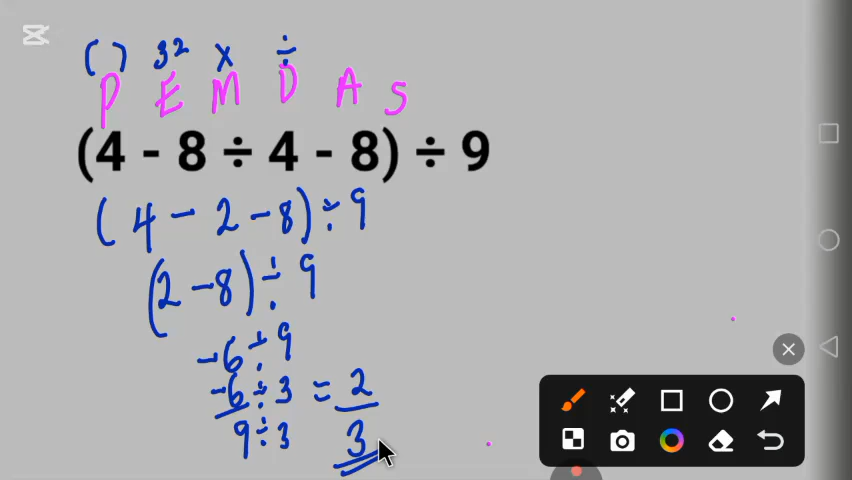 ( ) 3² × ÷
P E M D A S
(4 - 8 ÷ 4 - 8) ÷ 9
( 4 - 2 - 8) ÷ 9
(2 - 8) ÷ 9
-6 ÷ 9
-6 ÷ 3 = 2
9 ÷ 3 3